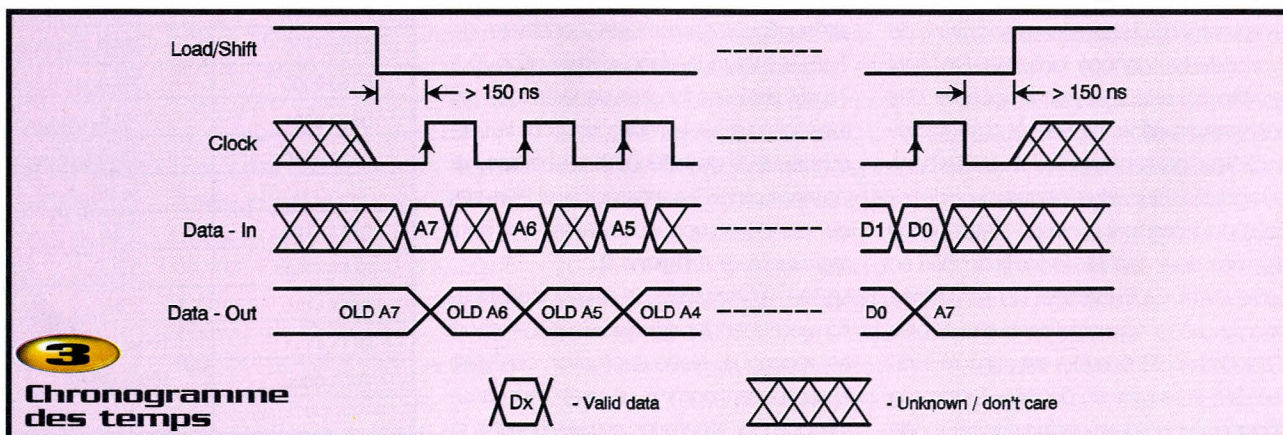 Load/Shift
> 150 ns
> 150 ns
Clock
Data - In
A7
A6
A5
D1
D0
Data - Out
OLD A7
OLD A6
OLD A5
OLD A4
D0
A7
3
Chronogramme
des temps
Dx
- Valid data
- Unknown / don't care